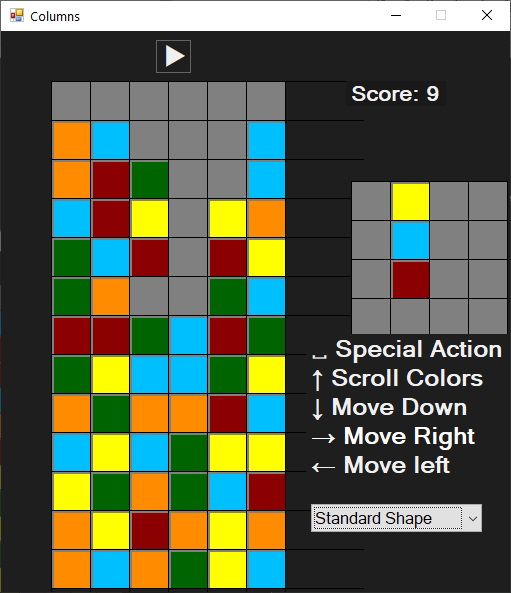 Columns
Score: 9
␣ Special Action
↑ Scroll Colors
↓ Move Down
→ Move Right
← Move left
Standard Shape